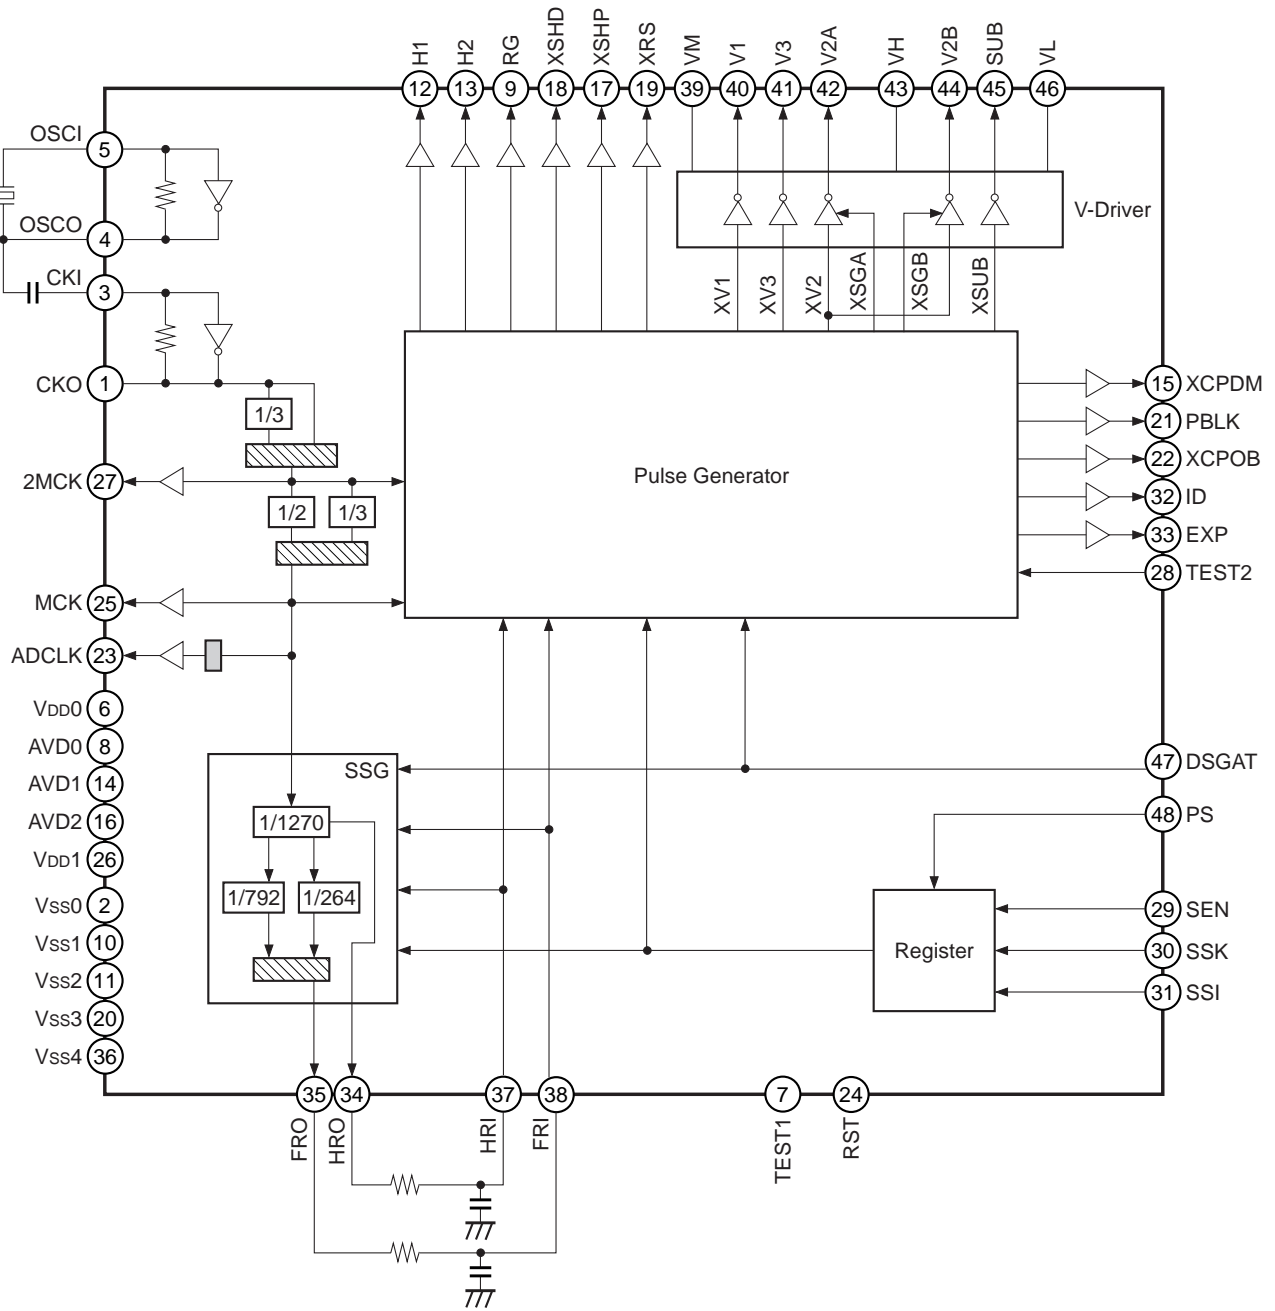 H1
H2
RG
XSHD
XSHP
XRS
VM
V1
V3
V2A
VH
V2B
SUB
VL
12
13
9
18
17
19
39
40
41
42
43
44
45
46
OSCI
5
OSCO
4
CKI
3
CKO
1
1/3
2MCK
27
1/2
1/3
MCK
25
ADCLK
23
VDD0
6
AVD0
8
AVD1
14
AVD2
16
VDD1
26
VSS0
2
VSS1
10
VSS2
11
VSS3
20
VSS4
36
V-Driver
XV1
XV3
XV2
XSGA
XSGB
XSUB
Pulse Generator
15 XCPDM
21 PBLK
22 XCPOB
32 ID
33 EXP
28 TEST2
47 DSGAT
48 PS
29 SEN
30 SSK
31 SSI
SSG
1/1270
1/792
1/264
Register
35
34
37
38
7
24
FRO
HRO
HRI
FRI
TEST1
RST